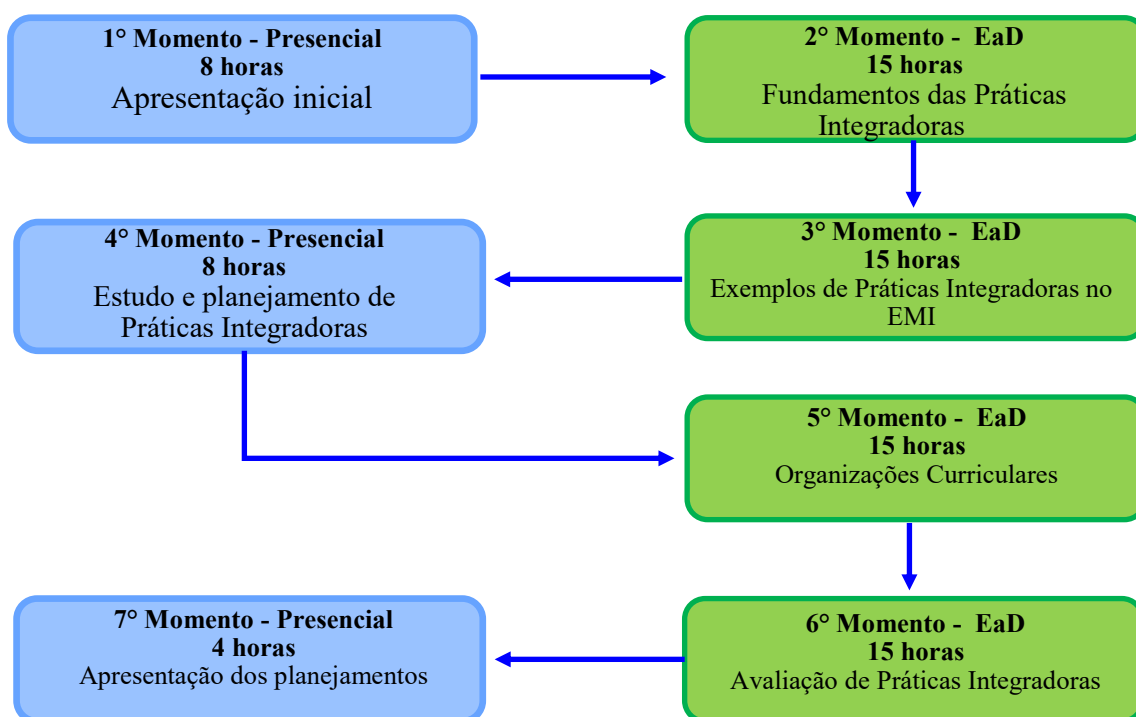 1° Momento - Presencial
8 horas
Apresentação inicial
2° Momento -  EaD
15 horas
Fundamentos das Práticas
Integradoras
3° Momento -  EaD
15 horas
Exemplos de Práticas Integradoras no
EMI
4° Momento - Presencial
8 horas
Estudo e planejamento de
Práticas Integradoras
5° Momento -  EaD
15 horas
Organizações Curriculares
6° Momento -  EaD
15 horas
Avaliação de Práticas Integradoras
7° Momento - Presencial
4 horas
Apresentação dos planejamentos